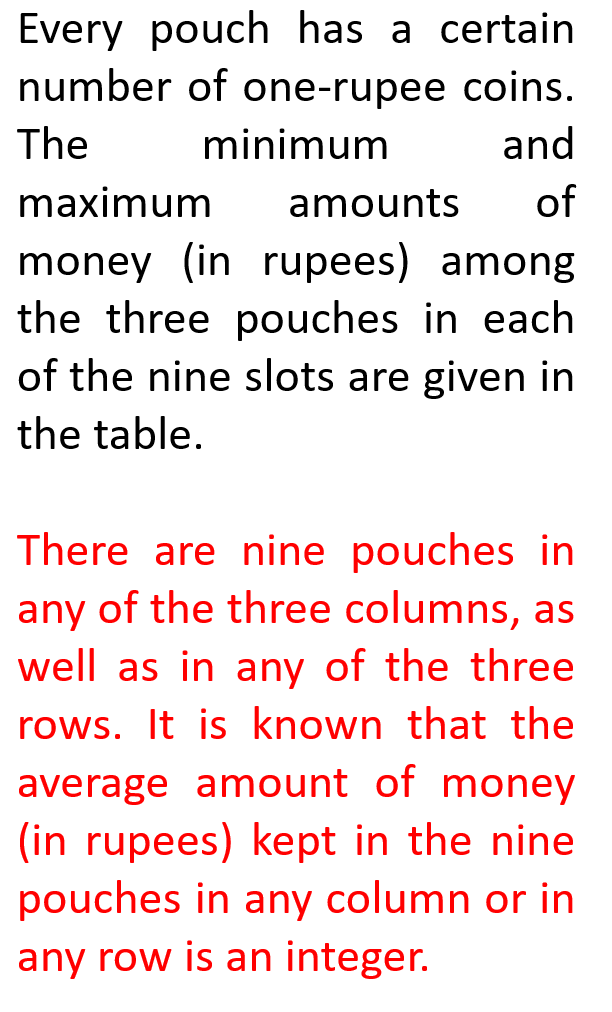 Every pouch has a certain
number of one-rupee coins.
The minimum and
maximum amounts of
money (in rupees) among
the three pouches in each
of the nine slots are given in
the table.
There are nine pouches in
any of the three columns, as
well as in any of the three
rows. It is known that the
average amount of money
(in rupees) kept in the nine
pouches in any column or in
any row is an integer.